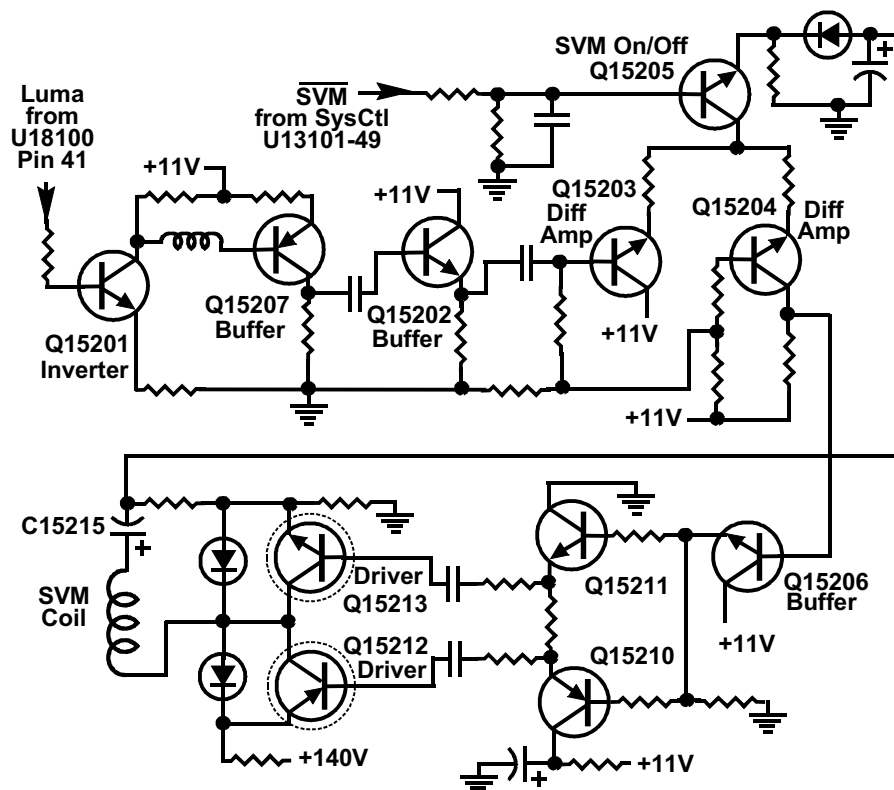 SVM On/Off
Q15205
+
Luma
from
U18100
Pin 41
SVM
from SysCtl
U13101-49
+11V
+11V
Q15203
Diff
Amp
Q15204
Diff
Amp
Q15201
Inverter
Q15207
Buffer
Q15202
Buffer
+11V
+11V
C15215
+
SVM
Coil
Driver
Q15213
Q15212
Driver
Q15211
Q15210
Q15206
Buffer
+11V
+140V
+
+11V